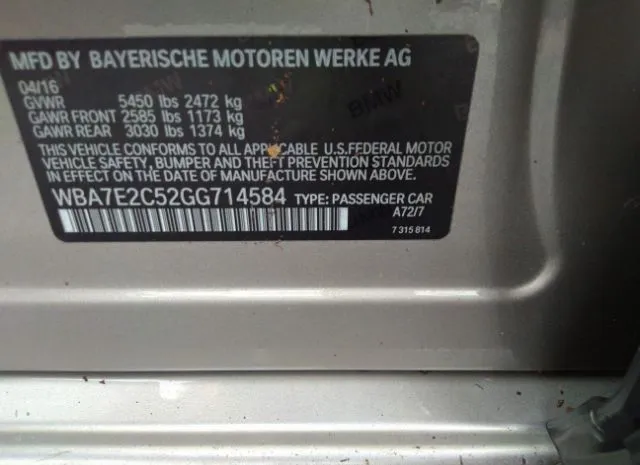 MFD BY BAYERISCHE MOTOREN WERKE AG
04/16
GVWR 5450 lbs 2472 kg
GAWR FRONT 2585 lbs 1173 kg
GAWR REAR 3030 lbs 1374 kg
THIS VEHICLE CONFORMS TO ALL APPLICABLE U.S.FEDERAL MOTOR
VEHICLE SAFETY, BUMPER AND THEFT PREVENTION STANDARDS
IN EFFECT ON THE DATE OF MANUFACTURE SHOWN ABOVE.
WBA7E2C52GG714584 TYPE: PASSENGER CAR
A72/7
7 315 814
BMW